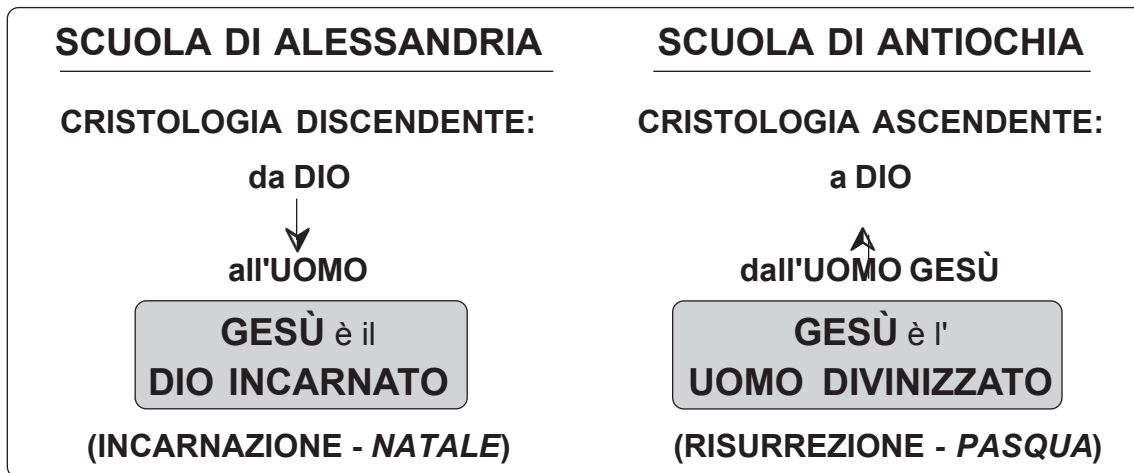 SCUOLA DI ALESSANDRIA
CRISTOLOGIA DISCENDENTE:
da DIO
all'UOMO
GESÙ è il
DIO INCARNATO
(INCARNAZIONE - NATALE)
SCUOLA DI ANTIOCHIA
CRISTOLOGIA ASCENDENTE:
a DIO
dall'UOMO GESÙ
GESÙ è l'
UOMO DIVINIZZATO
(RISURREZIONE - PASQUA)